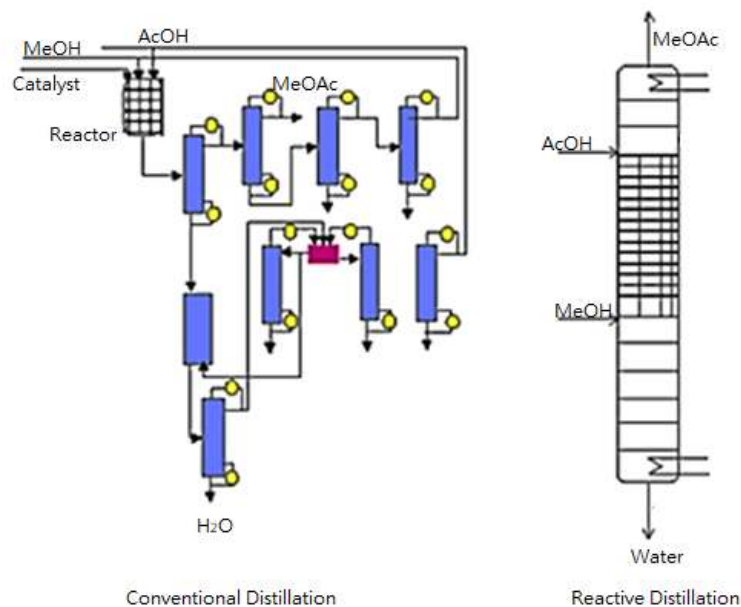 AcOH
MeOH
MeOAc
Catalyst
MeOAc
Reactor
AcOH
MeOH
H₂O
Water
Conventional Distillation
Reactive Distillation